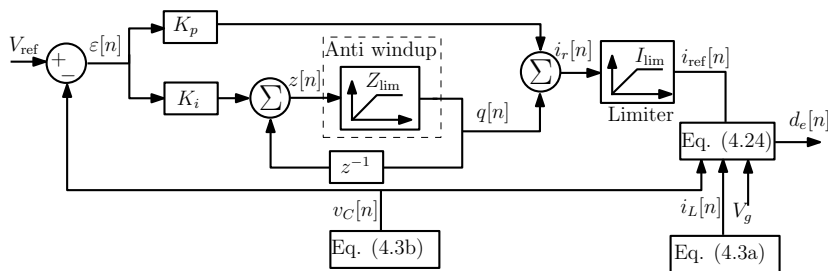 V_ref
+
−
ε[n]
K_p
K_i
∑
z[n]
Anti windup
Z_lim
z⁻¹
q[n]
∑
i_r[n]
I_lim
Limiter
i_ref[n]
Eq. (4.24)
d_e[n]
v_C[n]
i_L[n]
V_g
Eq. (4.3b)
Eq. (4.3a)